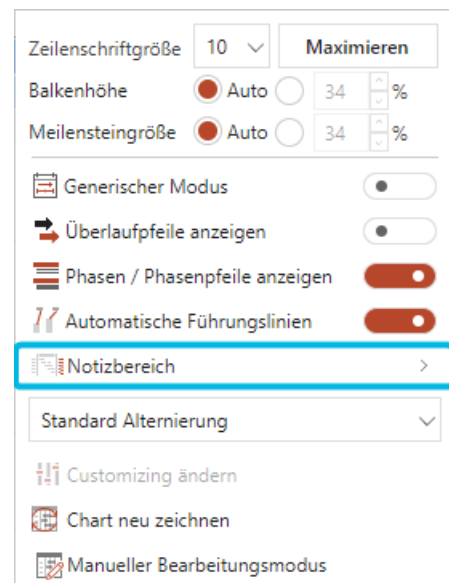 Zeilenschriftgröße 10 Maximieren
Balkenhöhe Auto 34 %
Meilensteingröße Auto 34 %
Generischer Modus
Überlaufpfeile anzeigen
Phasen / Phasenpfeile anzeigen
Automatische Führungslinien
Notizbereich
Standard Alternierung
Customizing ändern
Chart neu zeichnen
Manueller Bearbeitungsmodus